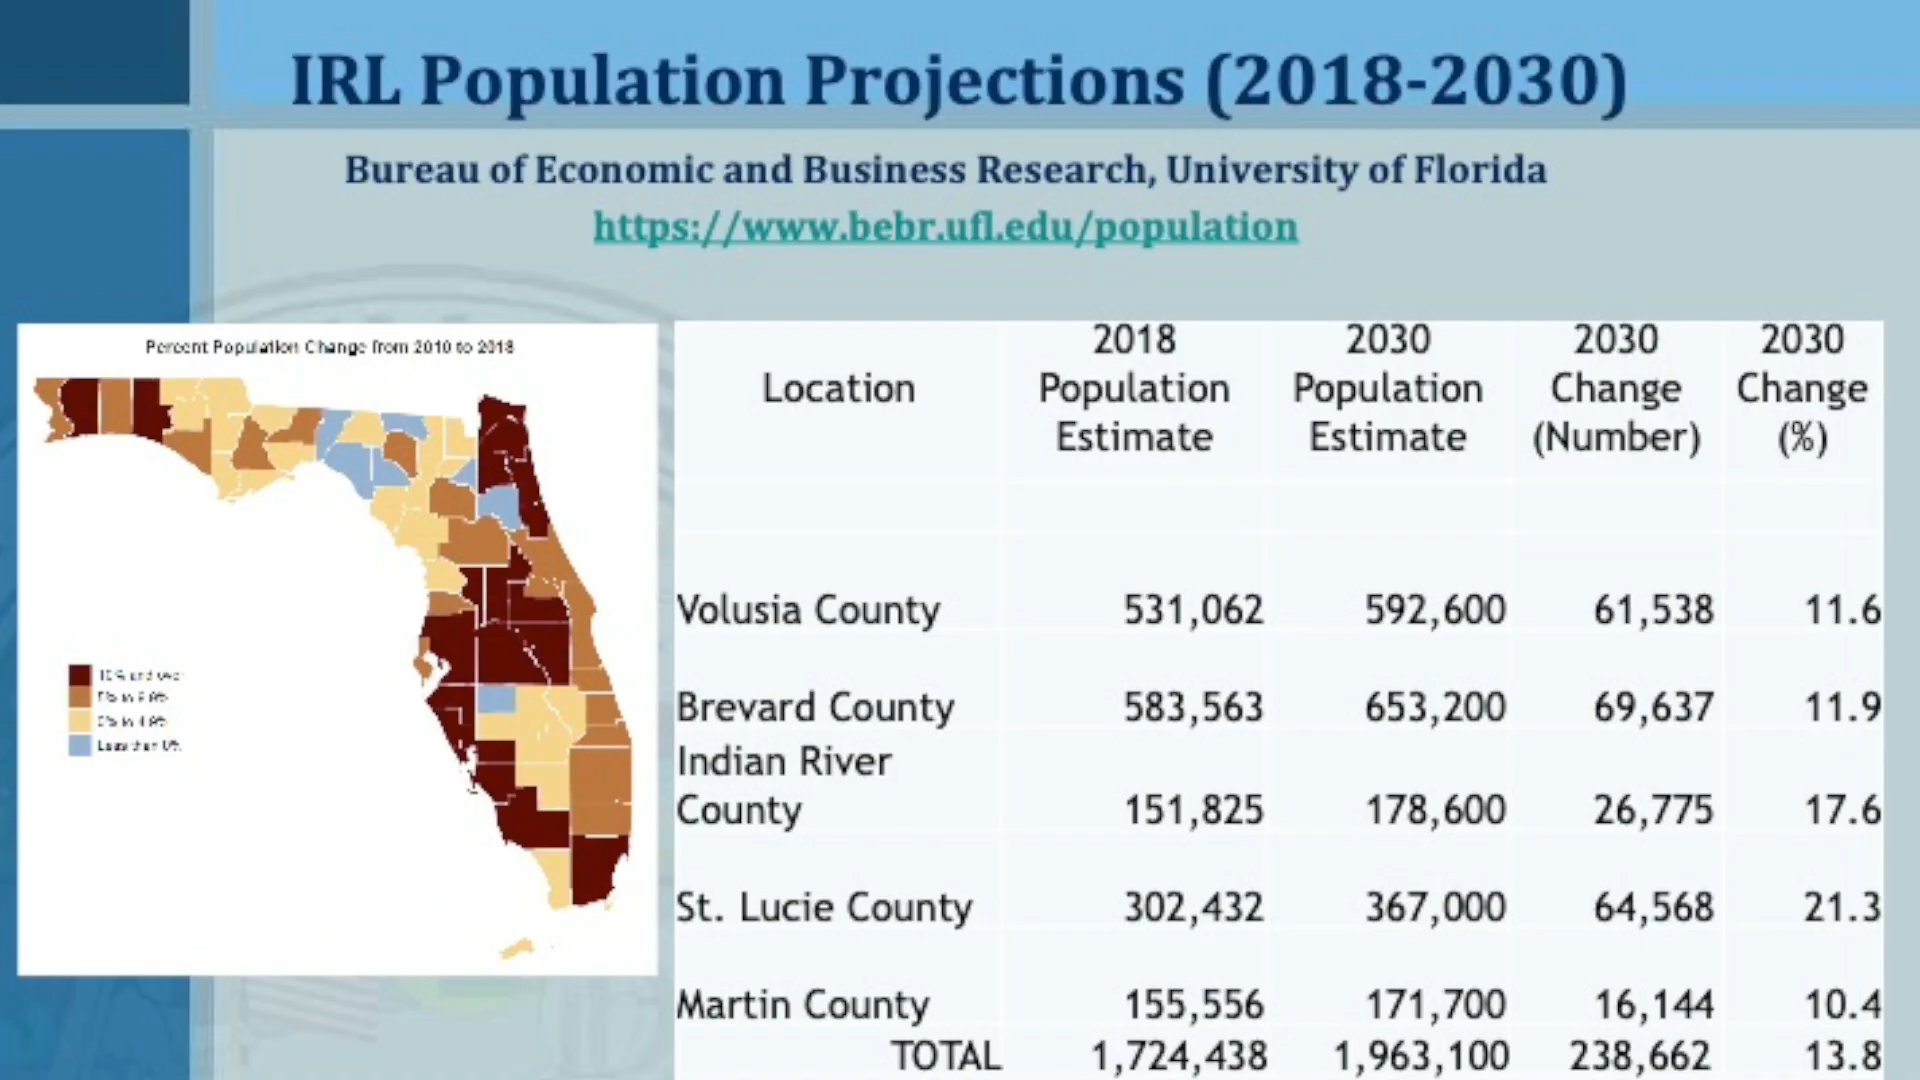 IRL Population Projections (2018-2030)
Bureau of Economic and Business Research, University of Florida
https://www.bebr.ufl.edu/population
Percent Population Change from 2010 to 2018
Less than 0%
Location
2018 Population Estimate
2030 Population Estimate
2030 Change (Number)
2030 Change (%)
Volusia County 531,062 592,600 61,538 11.6
Brevard County 583,563 653,200 69,637 11.9
Indian River
County 151,825 178,600 26,775 17.6
St. Lucie County 302,432 367,000 64,568 21.3
Martin County 155,556 171,700 16,144 10.4
TOTAL 1,724,438 1,963,100 238,662 13.8